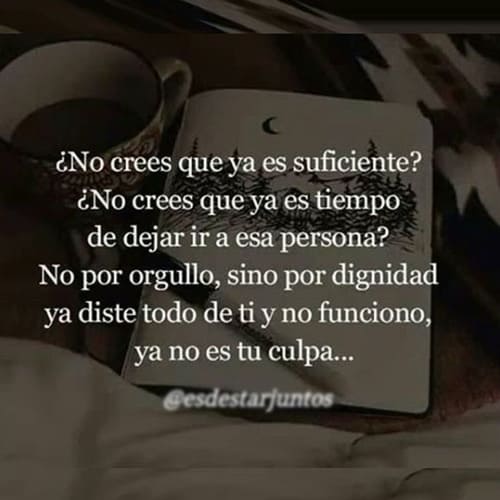 ¿No crees que ya es suficiente?
¿No crees que ya es tiempo
de dejar ir a esa persona?
No por orgullo, sino por dignidad
ya diste todo de ti y no funciono,
ya no es tu culpa...
@esdestarjuntos